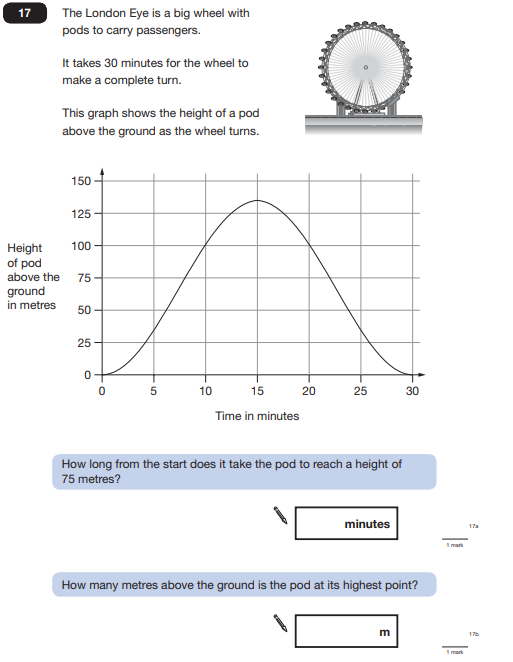 17
The London Eye is a big wheel with
pods to carry passengers.
It takes 30 minutes for the wheel to
make a complete turn.
This graph shows the height of a pod
above the ground as the wheel turns.
150
125
100
75
50
25
0
Height
of pod
above the
ground
in metres
0 5 10 15 20 25 30
Time in minutes
How long from the start does it take the pod to reach a height of
75 metres?
minutes
17a
1 mark
How many metres above the ground is the pod at its highest point?
m
17b
1 mark